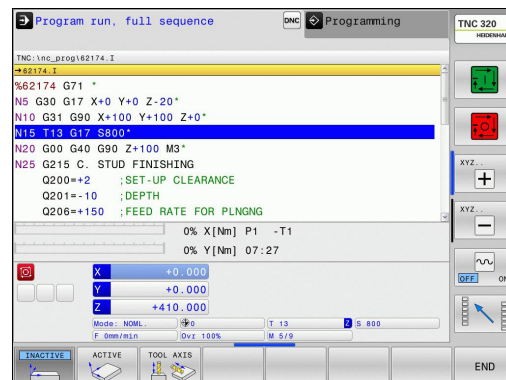 Program run, full sequence
DNC
Programming
TNC 320
HEIDENHAI
TNC:\nc_prog\62174.I
→62174.I
%62174 G71 *
N5 G30 G17 X+0 Y+0 Z-20*
N10 G31 G90 X+100 Y+100 Z+0*
N15 T13 G17 S800*
N20 G00 G40 G90 Z+100 M3*
N25 G215 C. STUD FINISHING
Q200=+2 ;SET-UP CLEARANCE
Q201=-10 ;DEPTH
Q206=+150 ;FEED RATE FOR PLNGNG
0% X[Nm] P1 -T1
0% Y[Nm] 07:27
X +0.000
Y +0.000
Z +410.000
Mode: NOML. 0 T 13 Z S 800
F 0mm/min Ovr 100% M 5/9
XYZ..
XYZ..
OFF
INACTIVE
ACTIVE
TOOL AXIS
END